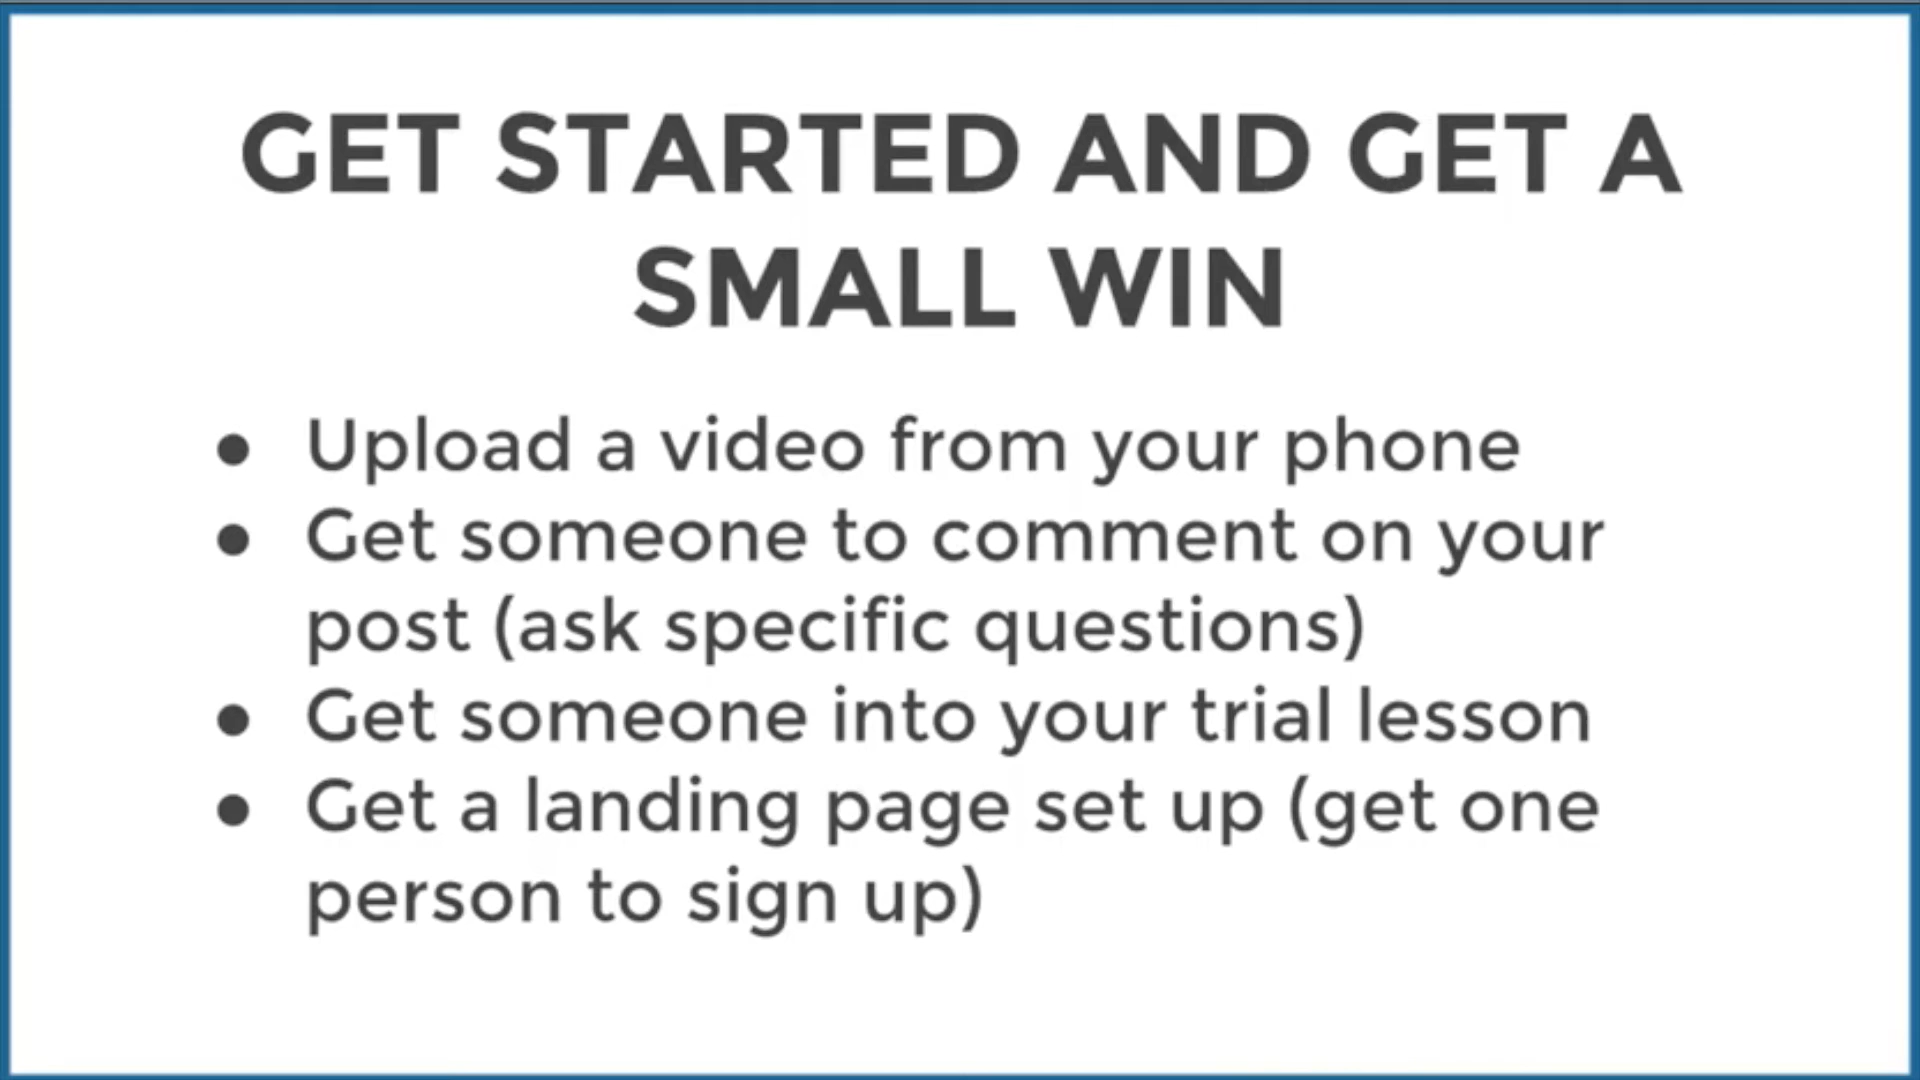 GET STARTED AND GET A
SMALL WIN
● Upload a video from your phone
● Get someone to comment on your
post (ask specific questions)
● Get someone into your trial lesson
● Get a landing page set up (get one
person to sign up)